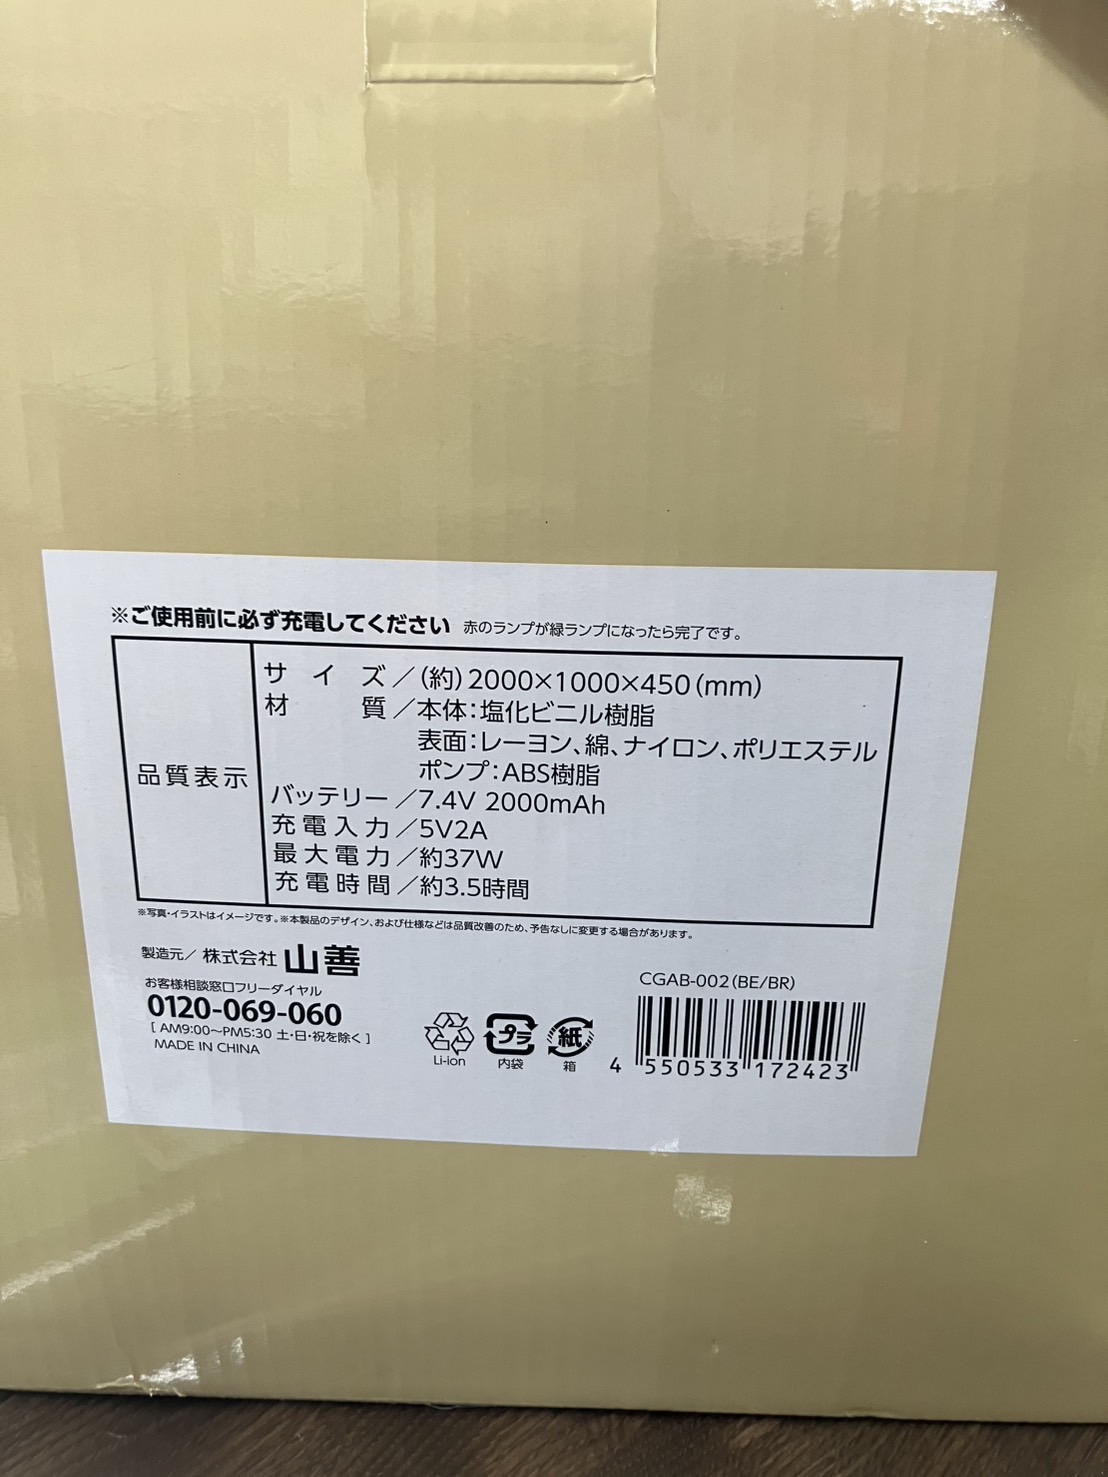 ※ご使用前に必ず充電してください 赤のランプが緑ランプになったら完了です。
品質表示
サイズ／(約)2000×1000×450(mm)
材質／本体:塩化ビニル樹脂
表面:レーヨン、綿、ナイロン、ポリエステル
ポンプ:ABS樹脂
バッテリー／7.4V 2000mAh
充電入力／5V2A
最大電力／約37W
充電時間／約3.5時間
※写真・イラストはイメージです。※本製品のデザイン、および仕様などは品質改善のため、予告なしに変更する場合があります。
製造元／株式会社 山善
お客様相談窓口フリーダイヤル
0120-069-060
[ AM9:00〜PM5:30 土・日・祝を除く ]
MADE IN CHINA
Li-ion
プラ
内袋
紙
箱
CGAB-002(BE/BR)
4 550533 172423